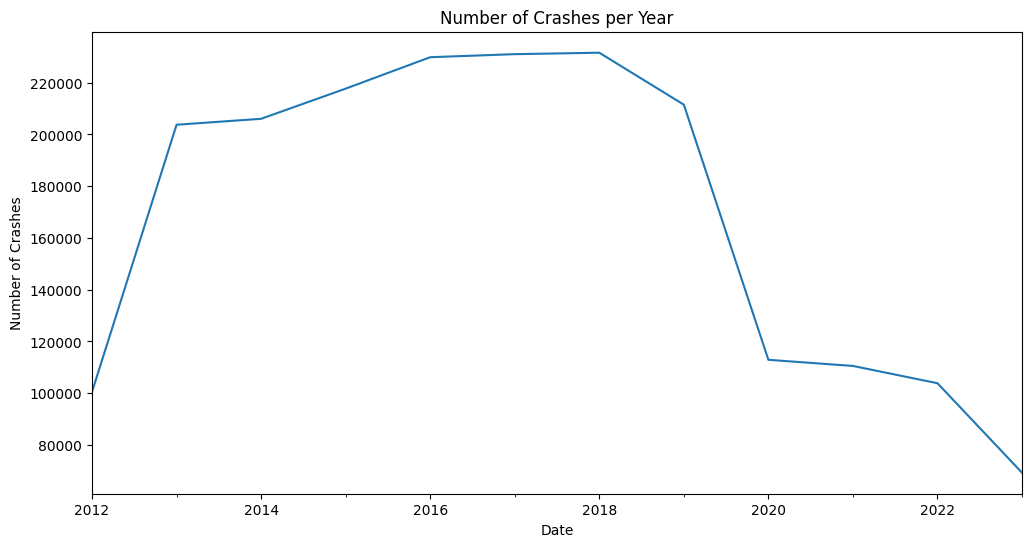 Number of Crashes per Year
Number of Crashes
220000
200000
180000
160000
140000
120000
100000
80000
2012 2014 2016 2018 2020 2022
Date